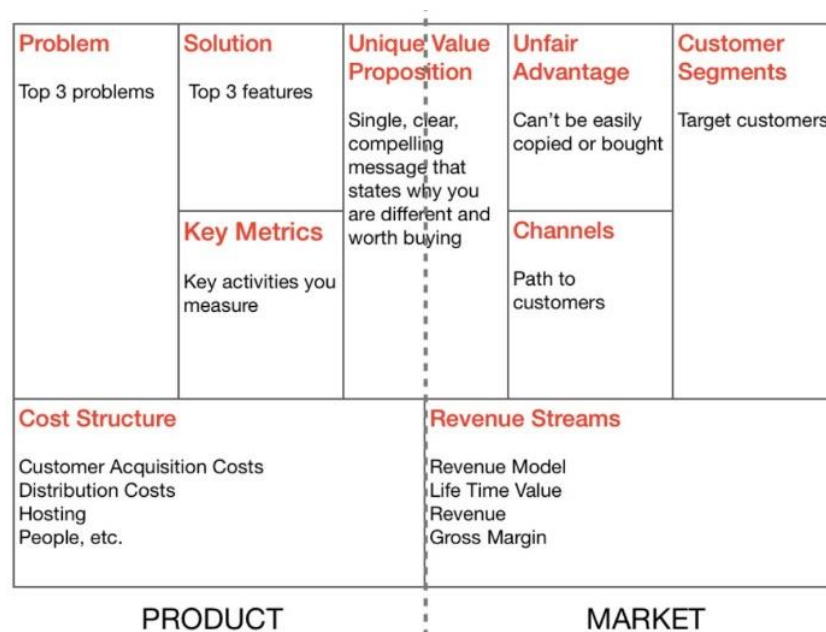 Problem
Top 3 problems
Solution
Top 3 features
Key Metrics
Key activities you
measure
Unique Value
Proposition
Single, clear,
compelling
message that
states why you
are different and
worth buying
Unfair
Advantage
Can't be easily
copied or bought
Channels
Path to
customers
Customer
Segments
Target customers
Cost Structure
Customer Acquisition Costs
Distribution Costs
Hosting
People, etc.
Revenue Streams
Revenue Model
Life Time Value
Revenue
Gross Margin
PRODUCT
MARKET